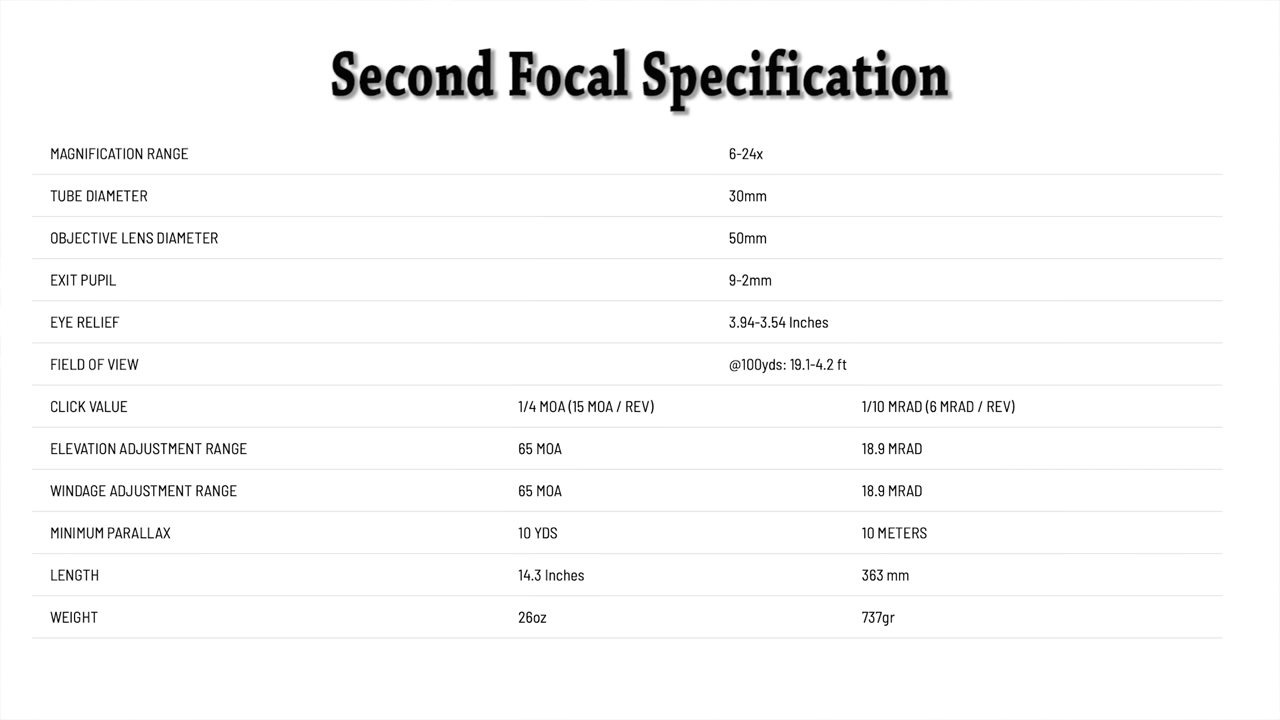 Second Focal Specification
MAGNIFICATION RANGE 6-24x
TUBE DIAMETER 30mm
OBJECTIVE LENS DIAMETER 50mm
EXIT PUPIL 9-2mm
EYE RELIEF 3.94-3.54 Inches
FIELD OF VIEW @100yds: 19.1-4.2 ft
CLICK VALUE 1/4 MOA (15 MOA / REV) 1/10 MRAD (6 MRAD / REV)
ELEVATION ADJUSTMENT RANGE 65 MOA 18.9 MRAD
WINDAGE ADJUSTMENT RANGE 65 MOA 18.9 MRAD
MINIMUM PARALLAX 10 YDS 10 METERS
LENGTH 14.3 Inches 363 mm
WEIGHT 26oz 737gr